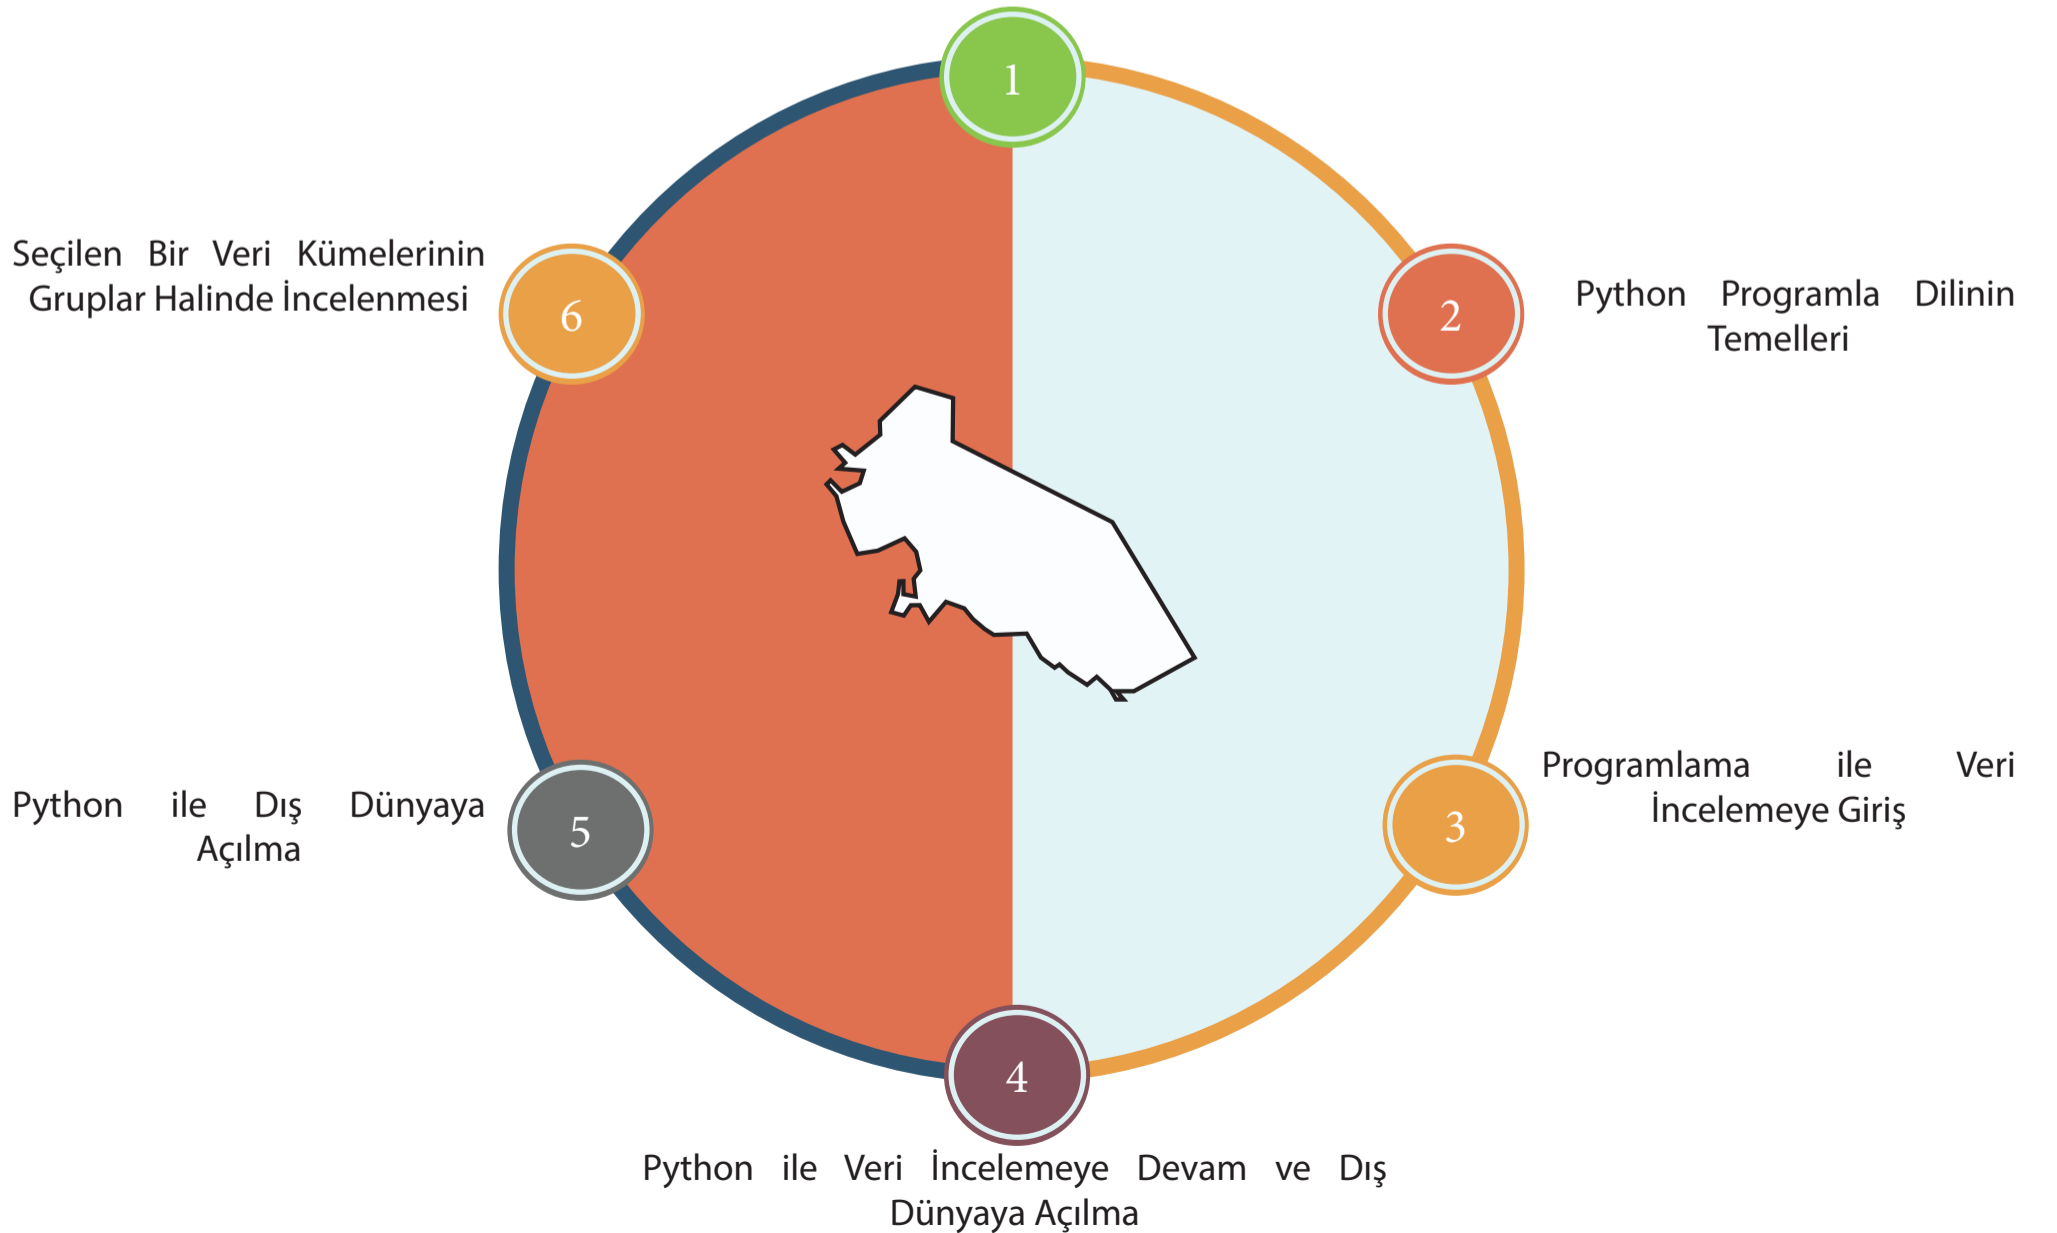 1
2
Python Programla Dilinin
Temelleri
3
Programlama ile Veri
İncelemeye Giriş
4
Python ile Veri İncelemeye Devam ve Dış
Dünyaya Açılma
5
Python ile Dış Dünyaya
Açılma
6
Seçilen Bir Veri Kümelerinin
Gruplar Halinde İncelenmesi